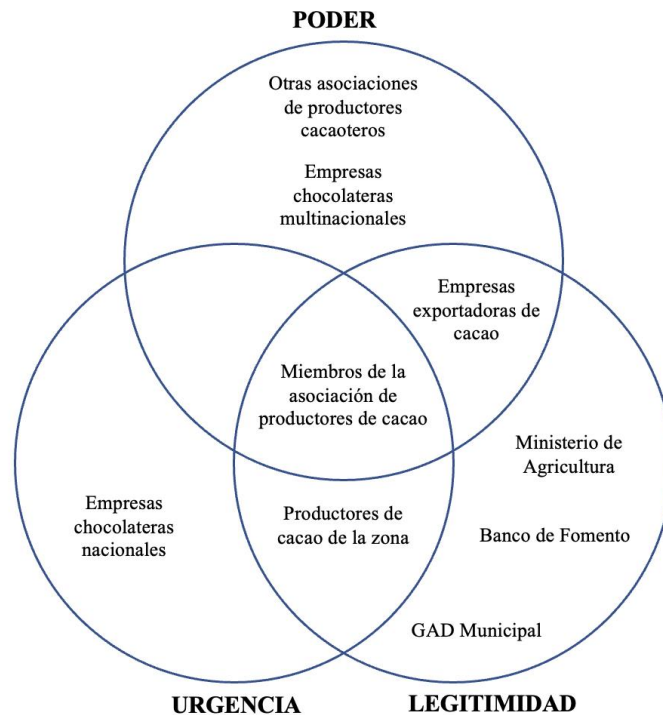 PODER
Otras asociaciones
de productores
cacaoteros
Empresas
chocolateras
multinacionales
Empresas
exportadoras de
cacao
Miembros de la
asociación de
productores de cacao
Ministerio de
Agricultura
Empresas
chocolateras
nacionales
Productores de
cacao de la zona
Banco de Fomento
GAD Municipal
URGENCIA
LEGITIMIDAD